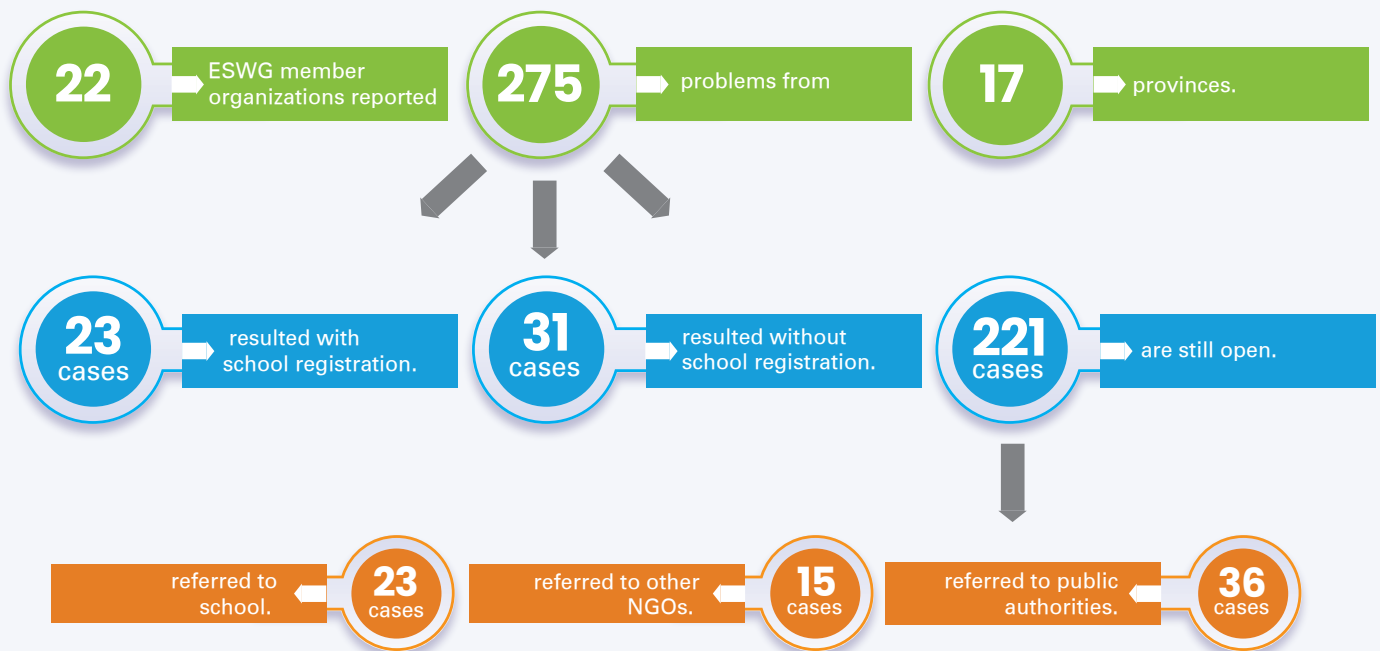 22
ESWG member
organizations reported
275
problems from
17
provinces.
23
cases
resulted with
school registration.
31
cases
resulted without
school registration.
221
cases
are still open.
referred to
school.
23
cases
referred to other
NGOs.
15
cases
referred to public
authorities.
36
cases